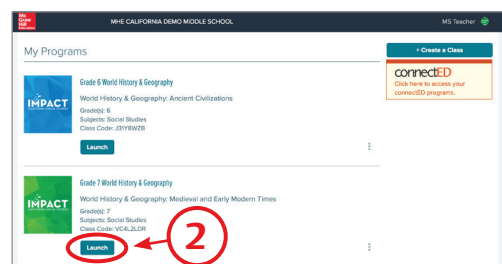 Mc
Graw
Hill
Education
MHE CALIFORNIA DEMO MIDDLE SCHOOL
MS Teacher
My Programs
+ Create a Class
connectED
Click here to access your
connectED programs.
IMPACT
Grade 6 World History & Geography
World History & Geography: Ancient Civilizations
Grade(s): 6
Subjects: Social Studies
Class Code: J31Y8WZB
Launch
IMPACT
Grade 7 World History & Geography
World History & Geography: Medieval and Early Modern Times
Grade(s): 7
Subjects: Social Studies
Class Code: VC4L2LDR
Launch
2